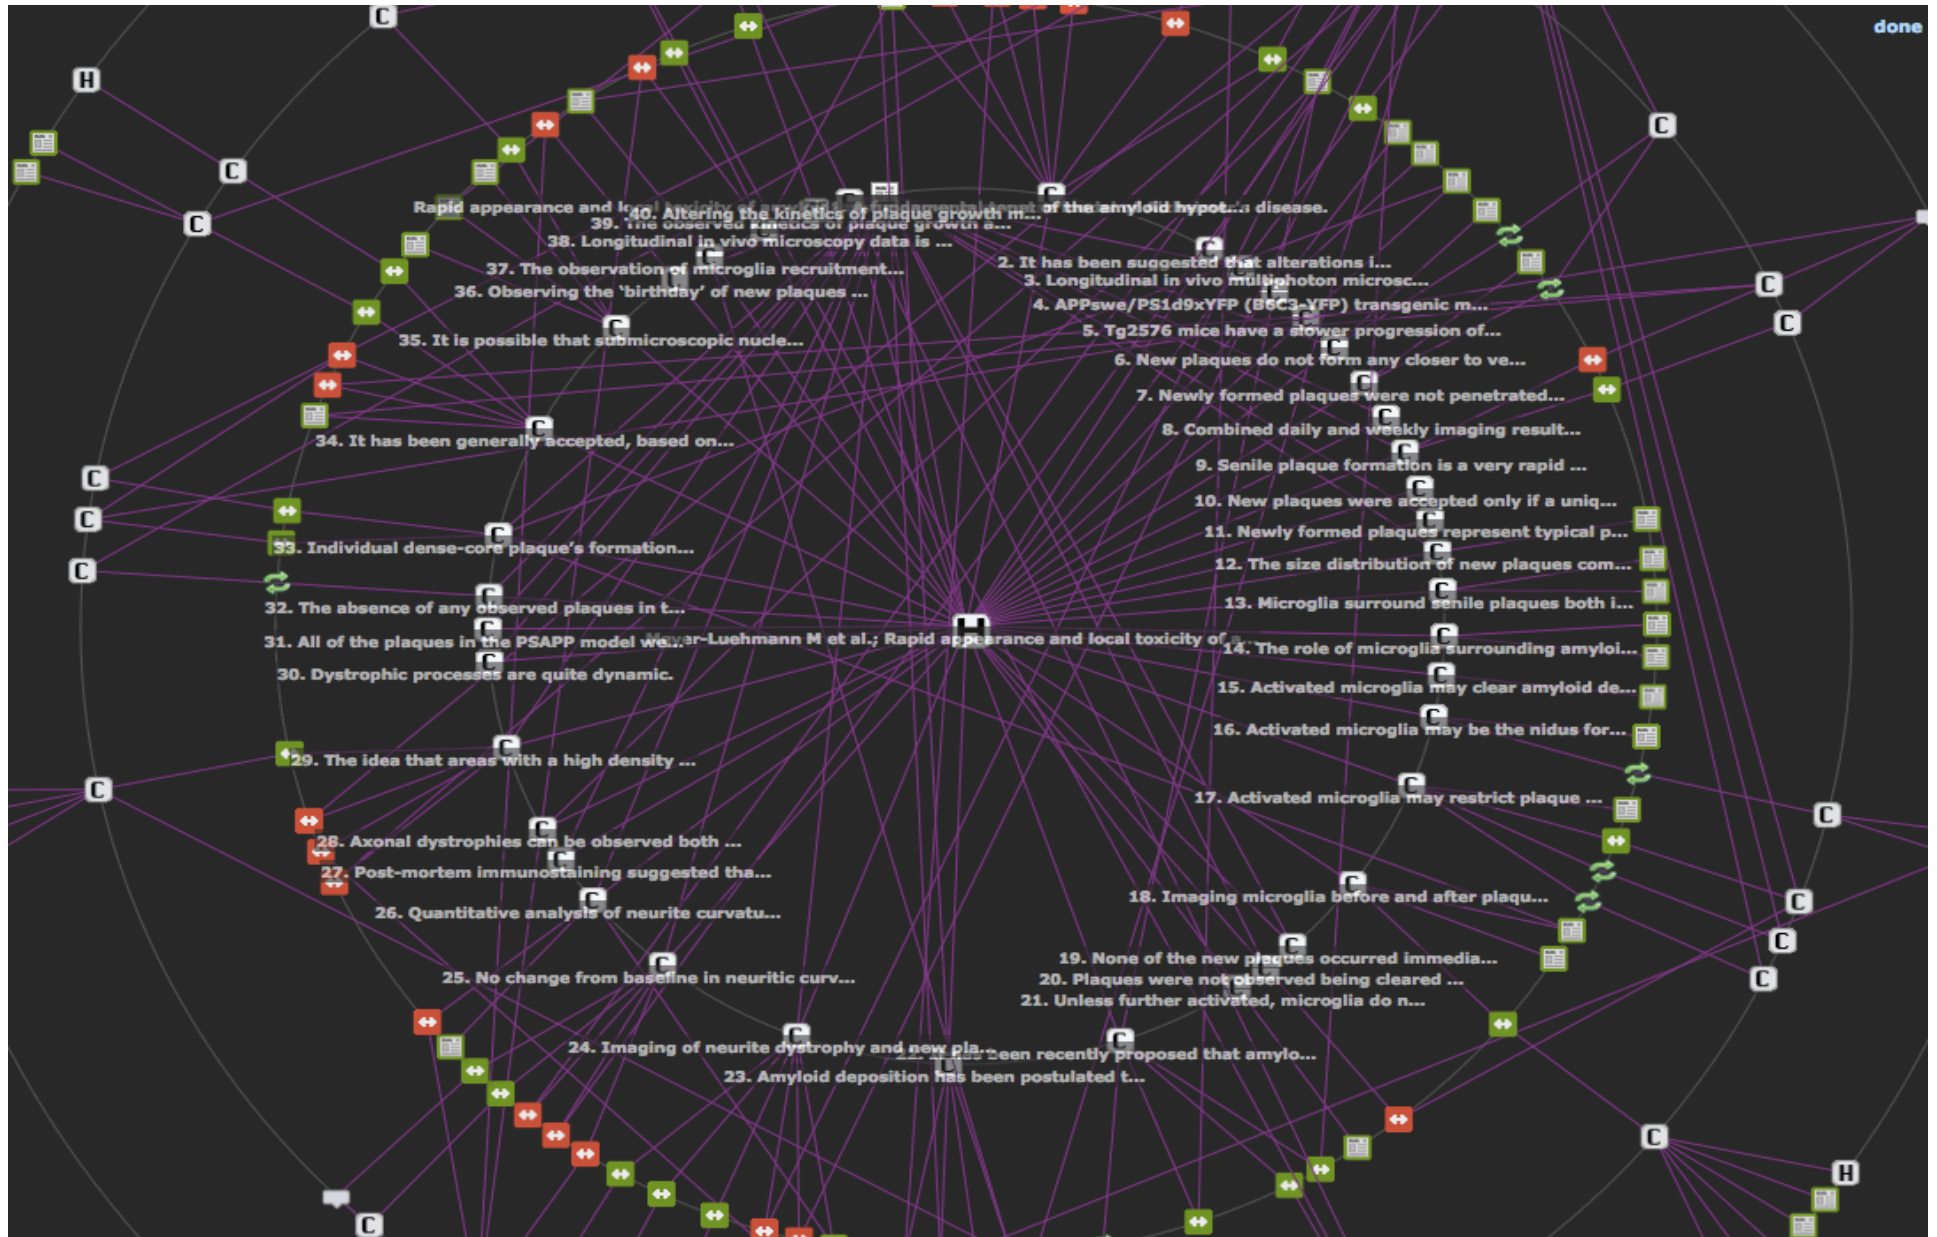 done
Rapid appearance and local toxicity of
of the amyloid hypot...
disease.
40. Altering the kinetics of plaque growth m...
39. The observed kinetics of plaque growth a...
38. Longitudinal in vivo microscopy data is ...
37. The observation of microglia recruitment...
36. Observing the ‘birthday’ of new plaques ...
35. It is possible that submicroscopic nucle...
34. It has been generally accepted, based on...
33. Individual dense-core plaque’s formation...
32. The absence of any observed plaques in t...
31. All of the plaques in the PSAPP model we...
30. Dystrophic processes are quite dynamic.
29. The idea that areas with a high density ...
28. Axonal dystrophies can be observed both ...
27. Post-mortem immunostaining suggested tha...
26. Quantitative analysis of neurite curvatu...
25. No change from baseline in neuritic curv...
24. Imaging of neurite dystrophy and new pla...
23. Amyloid deposition has been postulated t...
been recently proposed that amylo...
21. Unless further activated, microglia do n...
20. Plaques were not observed being cleared ...
19. None of the new plaques occurred immedia...
18. Imaging microglia before and after plaqu...
17. Activated microglia may restrict plaque ...
16. Activated microglia may be the nidus for...
15. Activated microglia may clear amyloid de...
14. The role of microglia surrounding amyloi...
13. Microglia surround senile plaques both i...
12. The size distribution of new plaques com...
11. Newly formed plaques represent typical p...
10. New plaques were accepted only if a uniq...
9. Senile plaque formation is a very rapid ...
8. Combined daily and weekly imaging result...
7. Newly formed plaques were not penetrated...
6. New plaques do not form any closer to ve...
5. Tg2576 mice have a slower progression of...
4. APPswe/PS1d9xYFP (B6C3-YFP) transgenic m...
3. Longitudinal in vivo multiphoton microsc...
2. It has been suggested that alterations i...
H
Meyer-Luehmann M et al.; Rapid appearance and local toxicity of a...